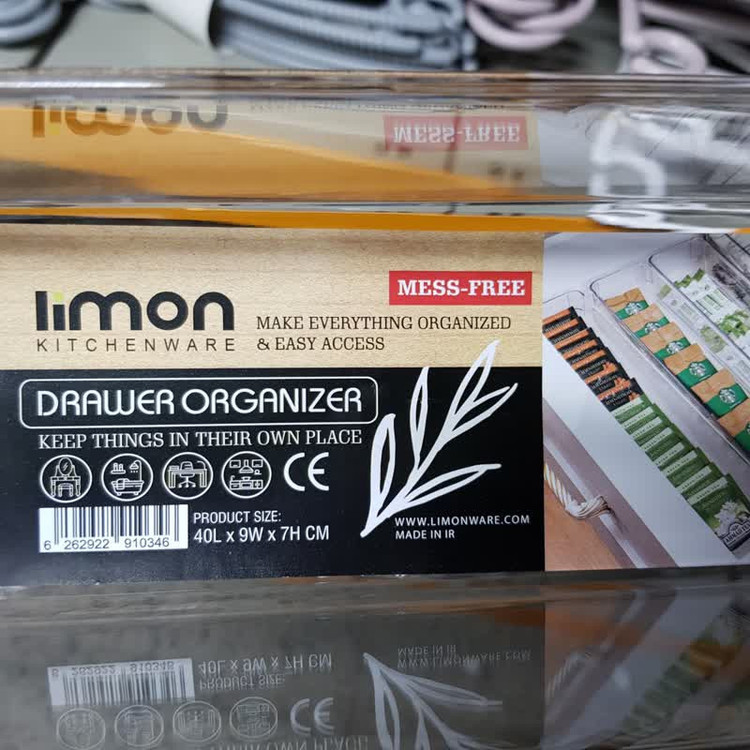 limon
KITCHENWARE
MESS-FREE
MAKE EVERYTHING ORGANIZED
& EASY ACCESS
DRAWER ORGANIZER
KEEP THINGS IN THEIR OWN PLACE
CE
6 262922 910346
PRODUCT SIZE:
40L x 9W x 7H CM
WWW.LIMONWARE.COM
MADE IN IR